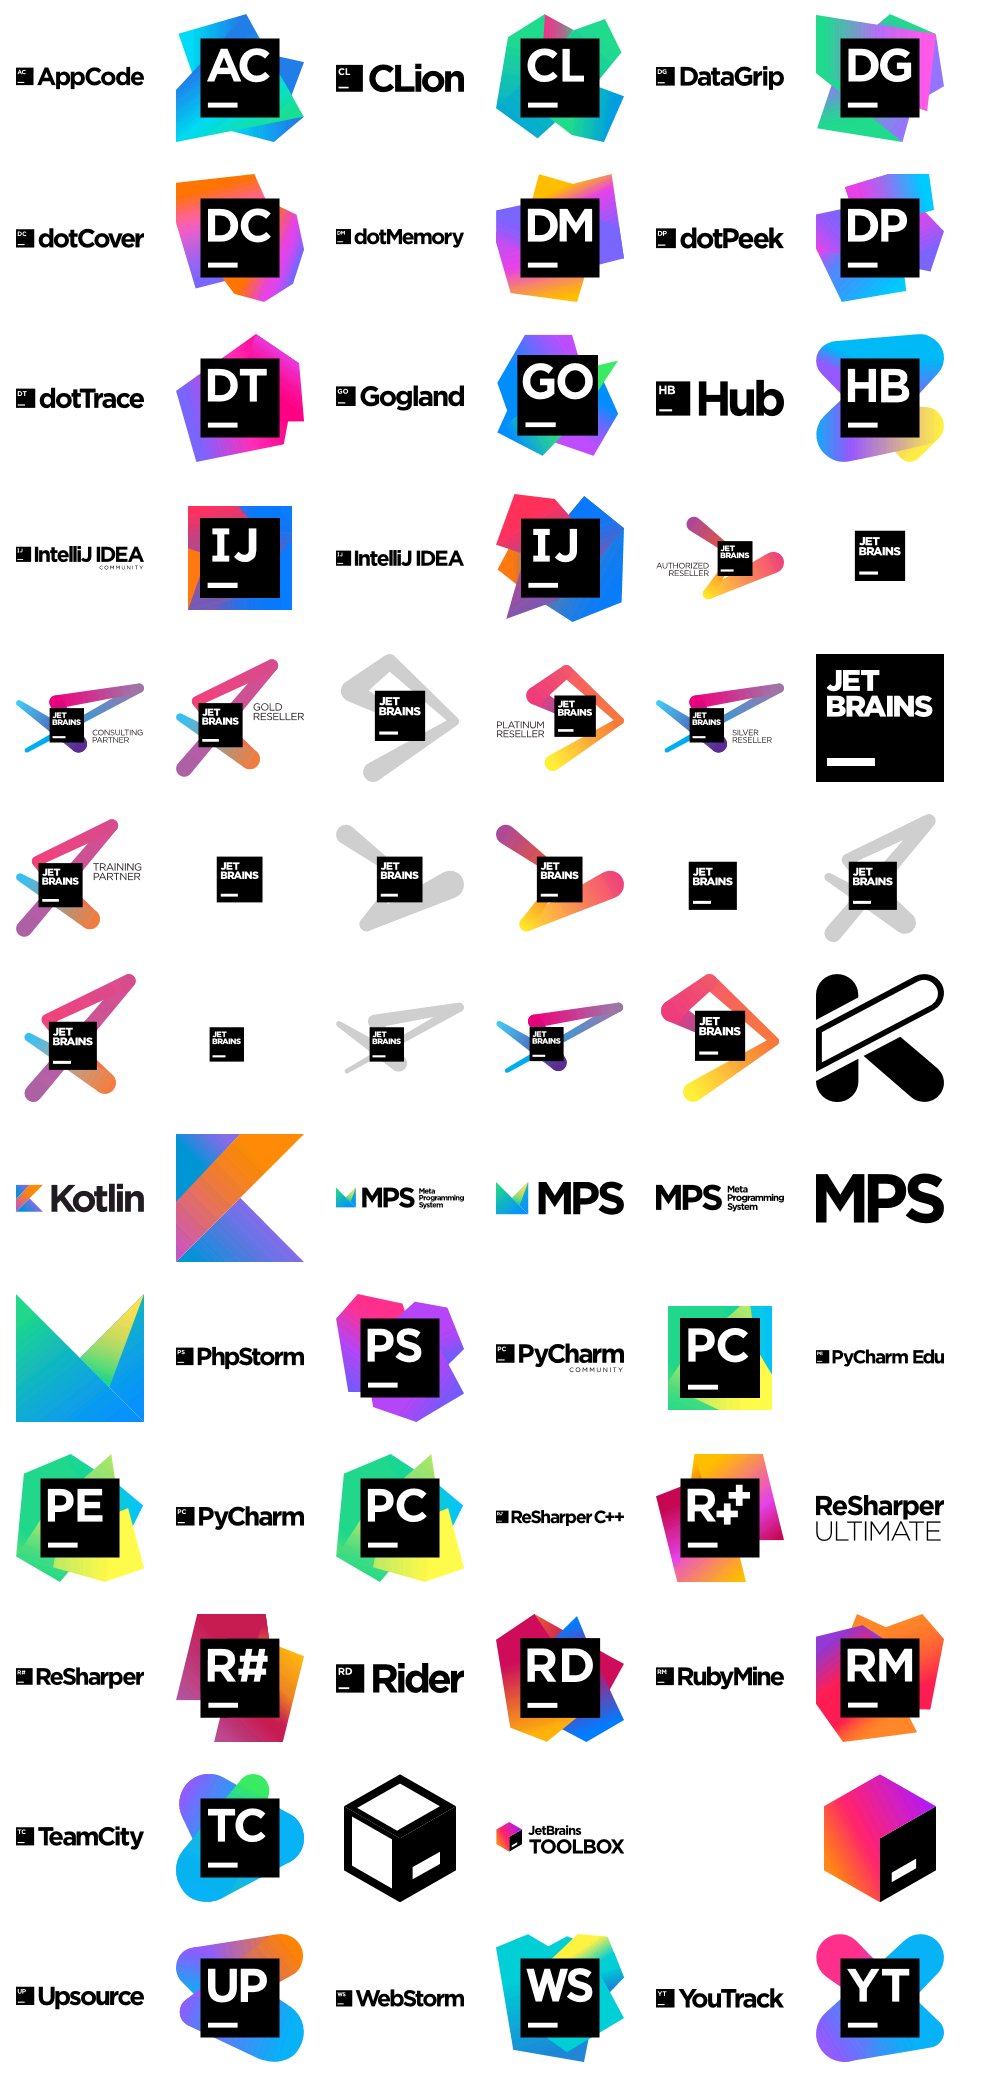 AC AppCode
AC
CL CLion
CL
DG DataGrip
DG
DC dotCover
DC
DM dotMemory
DM
DP dotPeek
DP
DT dotTrace
DT
GO Gogland
GO
HB Hub
HB
IJ IntelliJ IDEA
COMMUNITY
IJ
IJ IntelliJ IDEA
IJ
AUTHORIZED
RESELLER
JET
BRAINS
JET
BRAINS
JET
BRAINS
CONSULTING
PARTNER
JET
BRAINS
GOLD
RESELLER
JET
BRAINS
PLATINUM
RESELLER
JET
BRAINS
JET
BRAINS
SILVER
RESELLER
JET
BRAINS
JET
BRAINS
TRAINING
PARTNER
JET
BRAINS
JET
BRAINS
JET
BRAINS
JET
BRAINS
JET
BRAINS
JET
BRAINS
JET
BRAINS
JET
BRAINS
JET
BRAINS
JET
BRAINS
Kotlin
MPS Meta
Programming
System
MPS
MPS Meta
Programming
System
MPS
PS PhpStorm
PS
PC PyCharm
COMMUNITY
PC
PyCharm Edu
PE
PC PyCharm
PC
ReSharper C++
R++
ReSharper
ULTIMATE
R# ReSharper
R#
RD Rider
RD
RM RubyMine
RM
TC TeamCity
TC
JetBrains
TOOLBOX
UP Upsource
UP
WS WebStorm
WS
YT YouTrack
YT